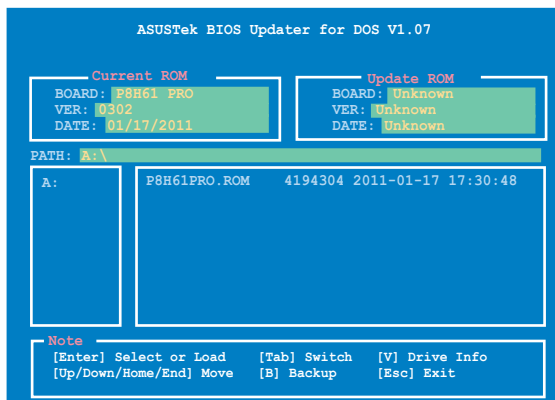 ASUSTek BIOS Updater for DOS V1.07
Current ROM
BOARD: P8H61 PRO
VER: 0302
DATE: 01/17/2011
Update ROM
BOARD: Unknown
VER: Unknown
DATE: Unknown
PATH: A:\
A:
P8H61PRO.ROM 4194304 2011-01-17 17:30:48
Note
[Enter] Select or Load [Tab] Switch [V] Drive Info
[Up/Down/Home/End] Move [B] Backup [Esc] Exit